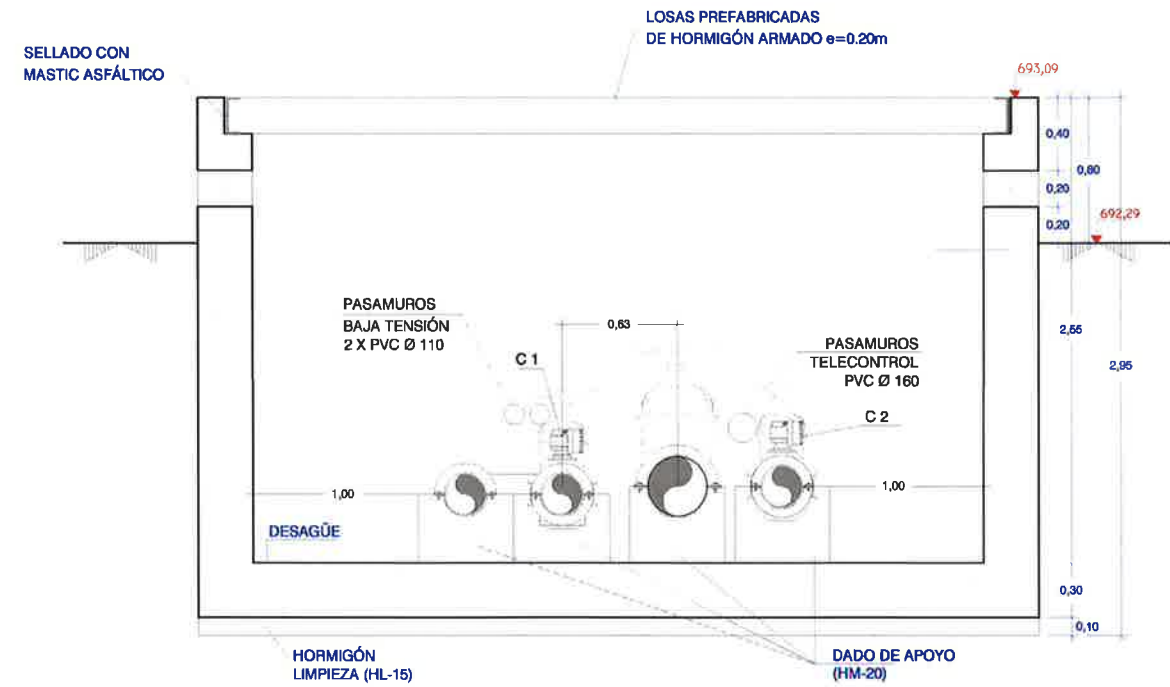 LOSAS PREFABRICADAS
DE HORMIGÓN ARMADO e=0.20m
SELLADO CON
MASTIC ASFÁLTICO
693,09
0,40
0,80
0,20
0,20
692,29
PASAMUROS
BAJA TENSIÓN
2 X PVC Ø 110
0,63
C 1
PASAMUROS
TELECONTROL
PVC Ø 160
C 2
2,55
2,95
1,00
1,00
DESAGÜE
0,30
0,10
HORMIGÓN
LIMPIEZA (HL-15)
DADO DE APOYO
(HM-20)